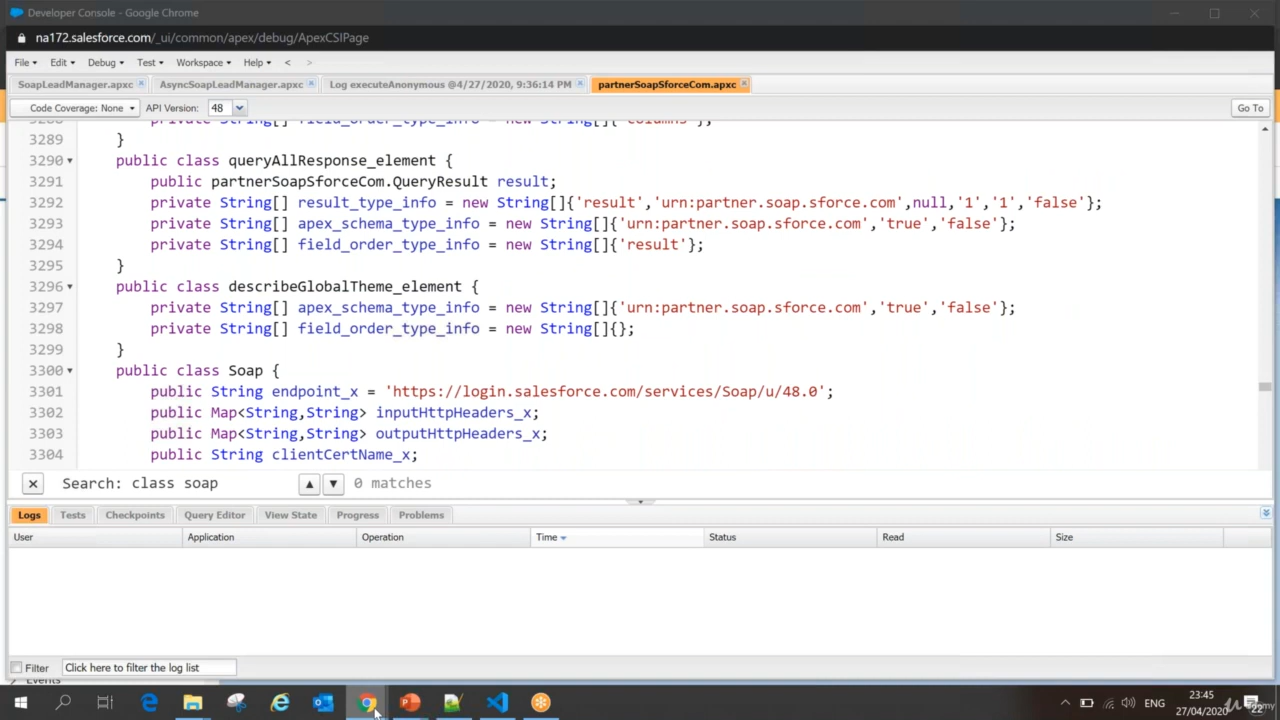 Developer Console - Google Chrome
na172.salesforce.com/_ui/common/apex/debug/ApexCSIPage
File Edit Debug Test Workspace Help < >
SoapLeadManager.apxc AsyncSoapLeadManager.apxc Log executeAnonymous @4/27/2020, 9:36:14 PM partnerSoapSforceCom.apxc
Code Coverage: None API Version: 48 Go To
3288 private String[] field_order_type_info = new String[]{'columns'};
3289 }
3290 public class queryAllResponse_element {
3291 public partnerSoapSforceCom.QueryResult result;
3292 private String[] result_type_info = new String[]{'result','urn:partner.soap.sforce.com',null,'1','1','false'};
3293 private String[] apex_schema_type_info = new String[]{'urn:partner.soap.sforce.com','true','false'};
3294 private String[] field_order_type_info = new String[]{'result'};
3295 }
3296 public class describeGlobalTheme_element {
3297 private String[] apex_schema_type_info = new String[]{'urn:partner.soap.sforce.com','true','false'};
3298 private String[] field_order_type_info = new String[]{};
3299 }
3300 public class Soap {
3301 public String endpoint_x = 'https://login.salesforce.com/services/Soap/u/48.0';
3302 public Map<String,String> inputHttpHeaders_x;
3303 public Map<String,String> outputHttpHeaders_x;
3304 public String clientCertName_x;
Search: class soap 0 matches
Logs Tests Checkpoints Query Editor View State Progress Problems
User Application Operation Time Status Read Size
Filter Click here to filter the log list
Events
ENG
23:45
27/04/2020
22